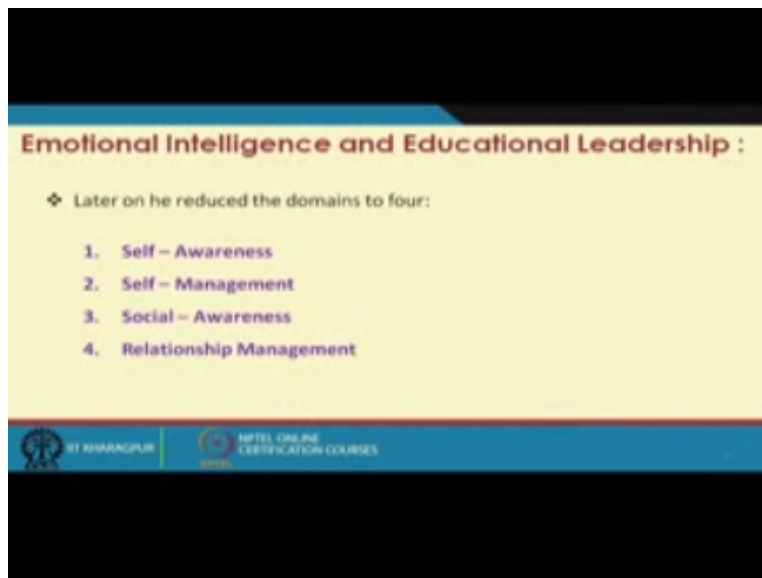 Emotional Intelligence and Educational Leadership :
❖ Later on he reduced the domains to four:
1. Self – Awareness
2. Self – Management
3. Social – Awareness
4. Relationship Management
IIT KHARAGPUR
NPTEL ONLINE
CERTIFICATION COURSES
NPTEL